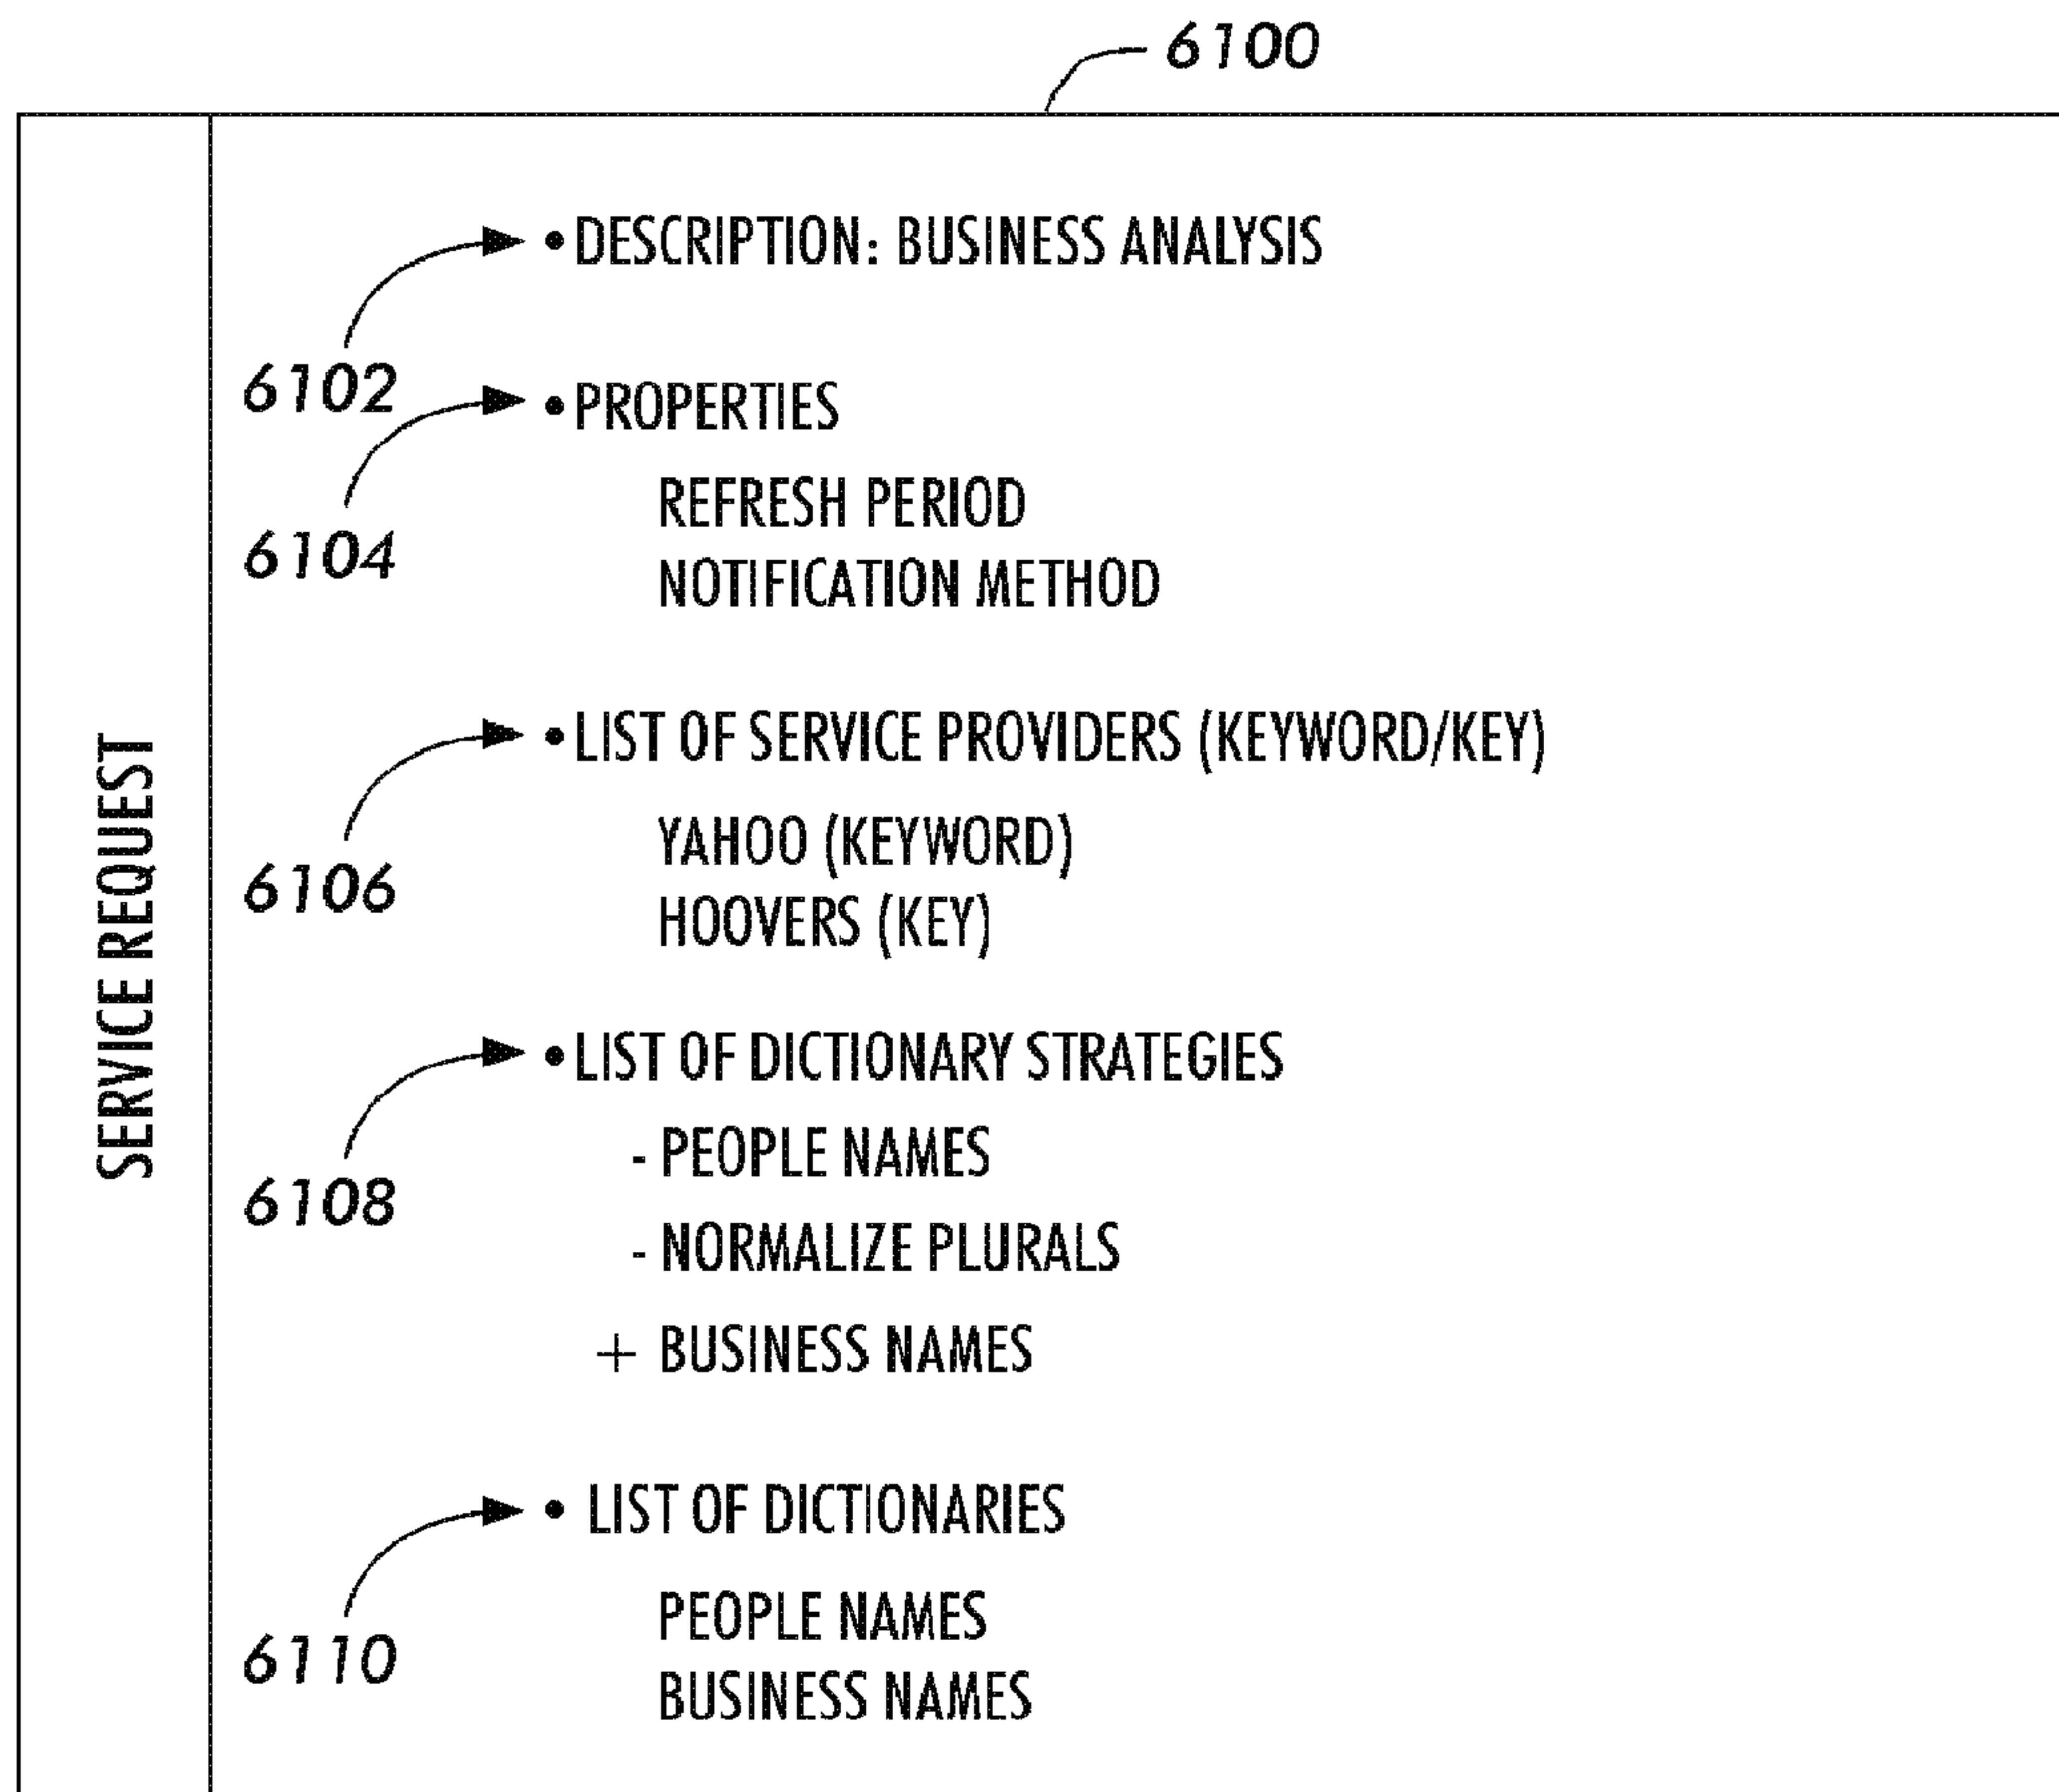 6100
SERVICE REQUEST
• DESCRIPTION: BUSINESS ANALYSIS
6102
• PROPERTIES
REFRESH PERIOD
6104
NOTIFICATION METHOD
• LIST OF SERVICE PROVIDERS (KEYWORD/KEY)
YAHOO (KEYWORD)
6106
HOOVERS (KEY)
• LIST OF DICTIONARY STRATEGIES
- PEOPLE NAMES
6108
- NORMALIZE PLURALS
+ BUSINESS NAMES
• LIST OF DICTIONARIES
PEOPLE NAMES
6110
BUSINESS NAMES